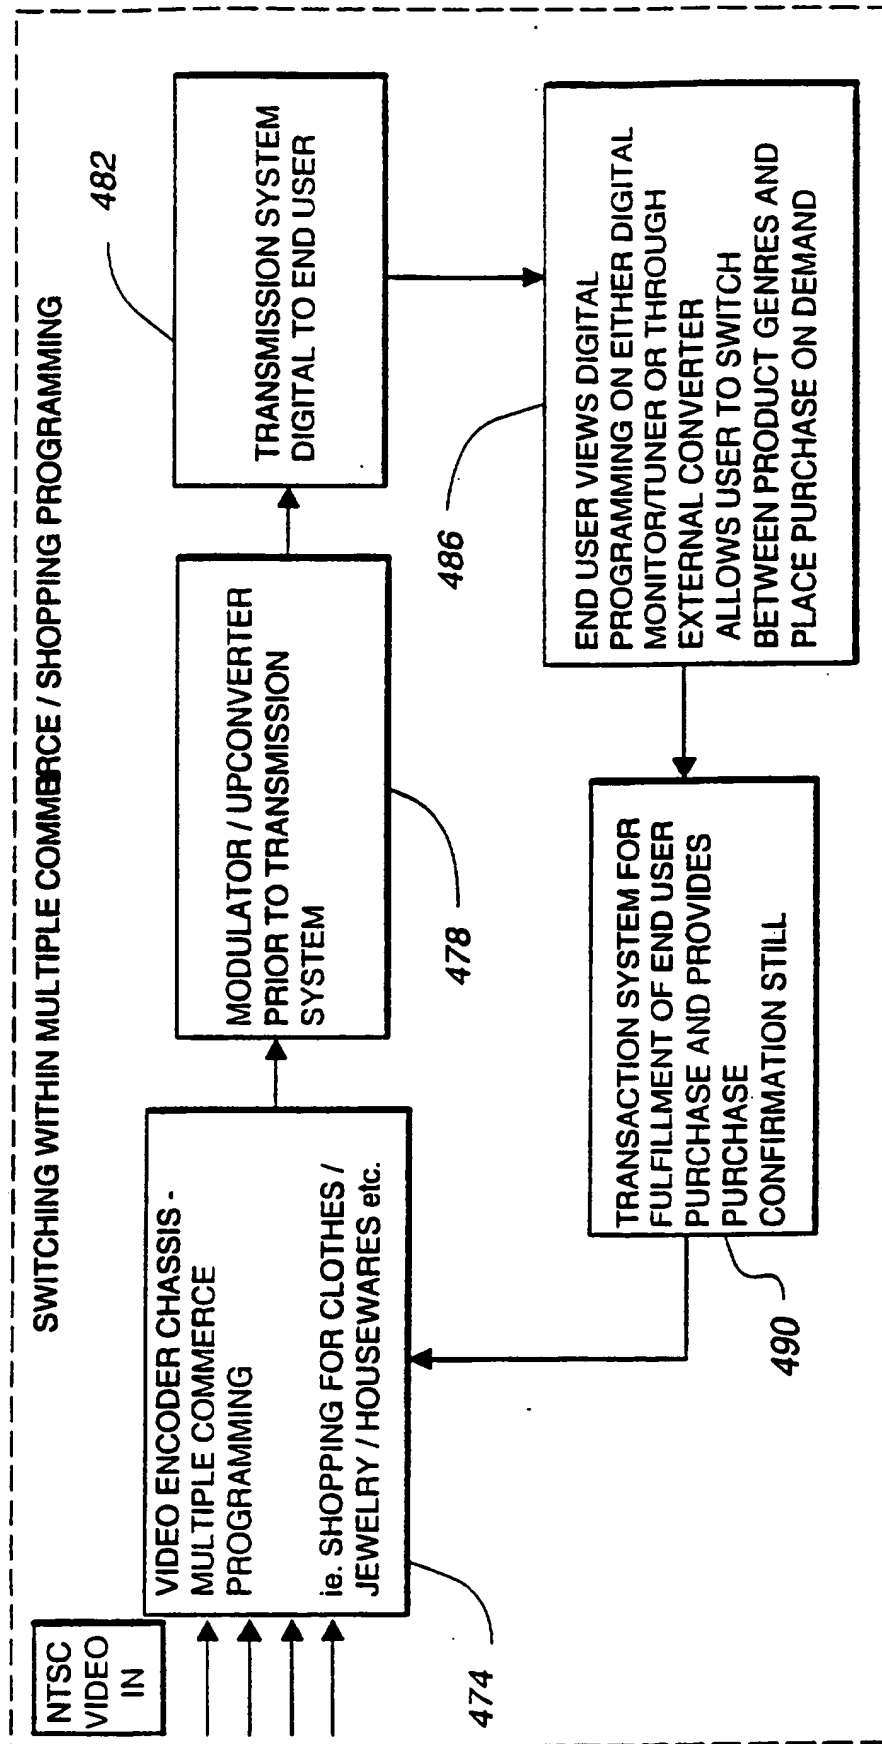 SWITCHING WITHIN MULTIPLE COMMERCE / SHOPPING PROGRAMMING
NTSC
VIDEO
IN
VIDEO ENCODER CHASSIS -
MULTIPLE COMMERCE
PROGRAMMING
ie. SHOPPING FOR CLOTHES /
JEWELRY / HOUSEWARES etc.
474
MODULATOR / UPCONVERTER
PRIOR TO TRANSMISSION
SYSTEM
478
TRANSMISSION SYSTEM
DIGITAL TO END USER
482
END USER VIEWS DIGITAL
PROGRAMMING ON EITHER DIGITAL
MONITOR/TUNER OR THROUGH
EXTERNAL CONVERTER
ALLOWS USER TO SWITCH
BETWEEN PRODUCT GENRES AND
PLACE PURCHASE ON DEMAND
486
TRANSACTION SYSTEM FOR
FULFILLMENT OF END USER
PURCHASE AND PROVIDES
PURCHASE
CONFIRMATION STILL
490